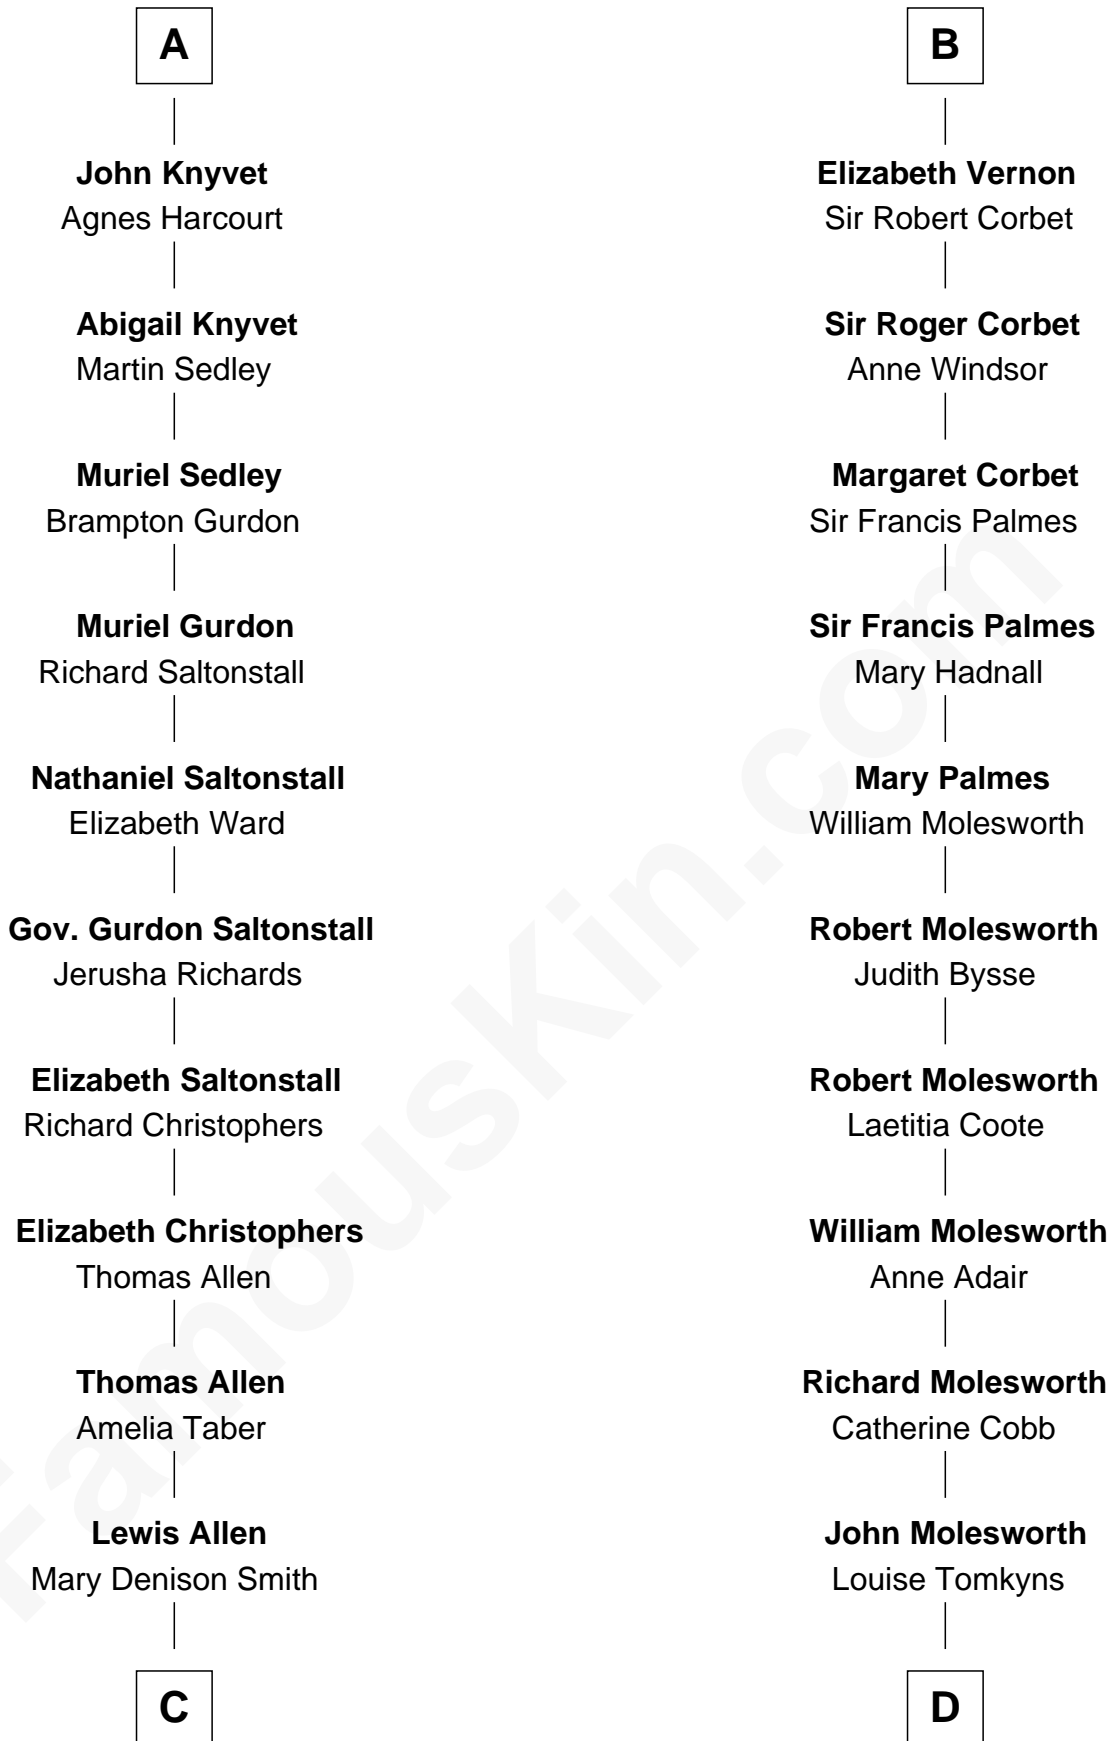 A
John Knyvet
Agnes Harcourt
Abigail Knyvet
Martin Sedley
Muriel Sedley
Brampton Gurdon
Muriel Gurdon
Richard Saltonstall
Nathaniel Saltonstall
Elizabeth Ward
Gov. Gurdon Saltonstall
Jerusha Richards
Elizabeth Saltonstall
Richard Christophers
Elizabeth Christophers
Thomas Allen
Thomas Allen
Amelia Taber
Lewis Allen
Mary Denison Smith
C
B
Elizabeth Vernon
Sir Robert Corbet
Sir Roger Corbet
Anne Windsor
Margaret Corbet
Sir Francis Palmes
Sir Francis Palmes
Mary Hadnall
Mary Palmes
William Molesworth
Robert Molesworth
Judith Bysse
Robert Molesworth
Laetitia Coote
William Molesworth
Anne Adair
Richard Molesworth
Catherine Cobb
John Molesworth
Louise Tomkyns
D
FamousKin.com